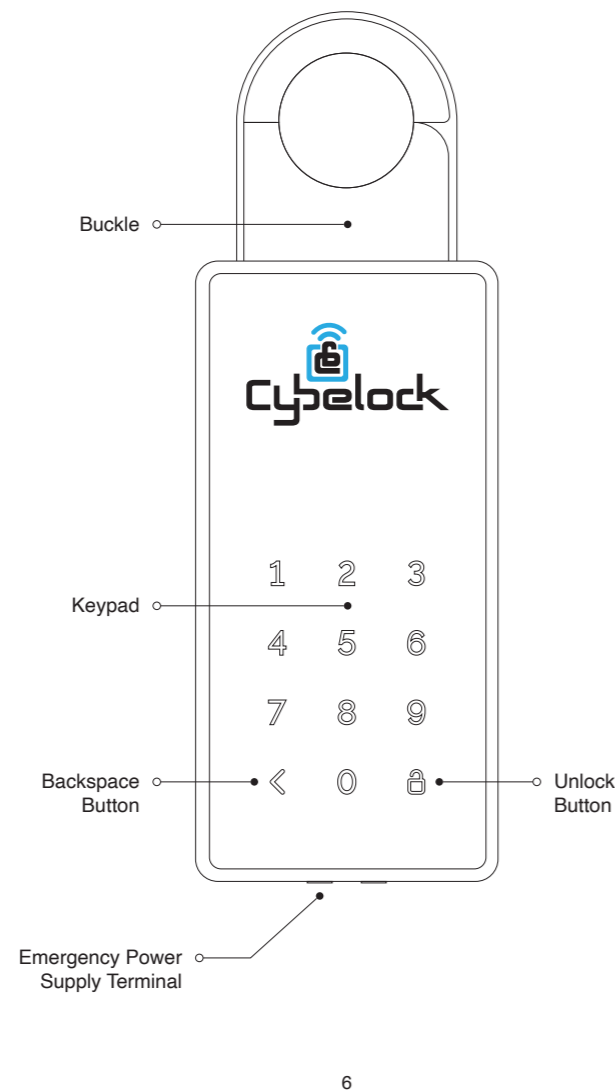 Buckle
Cybelock
1 2 3
Keypad
4 5 6
7 8 9
Backspace
Button
0
Unlock
Button
Emergency Power
Supply Terminal
6